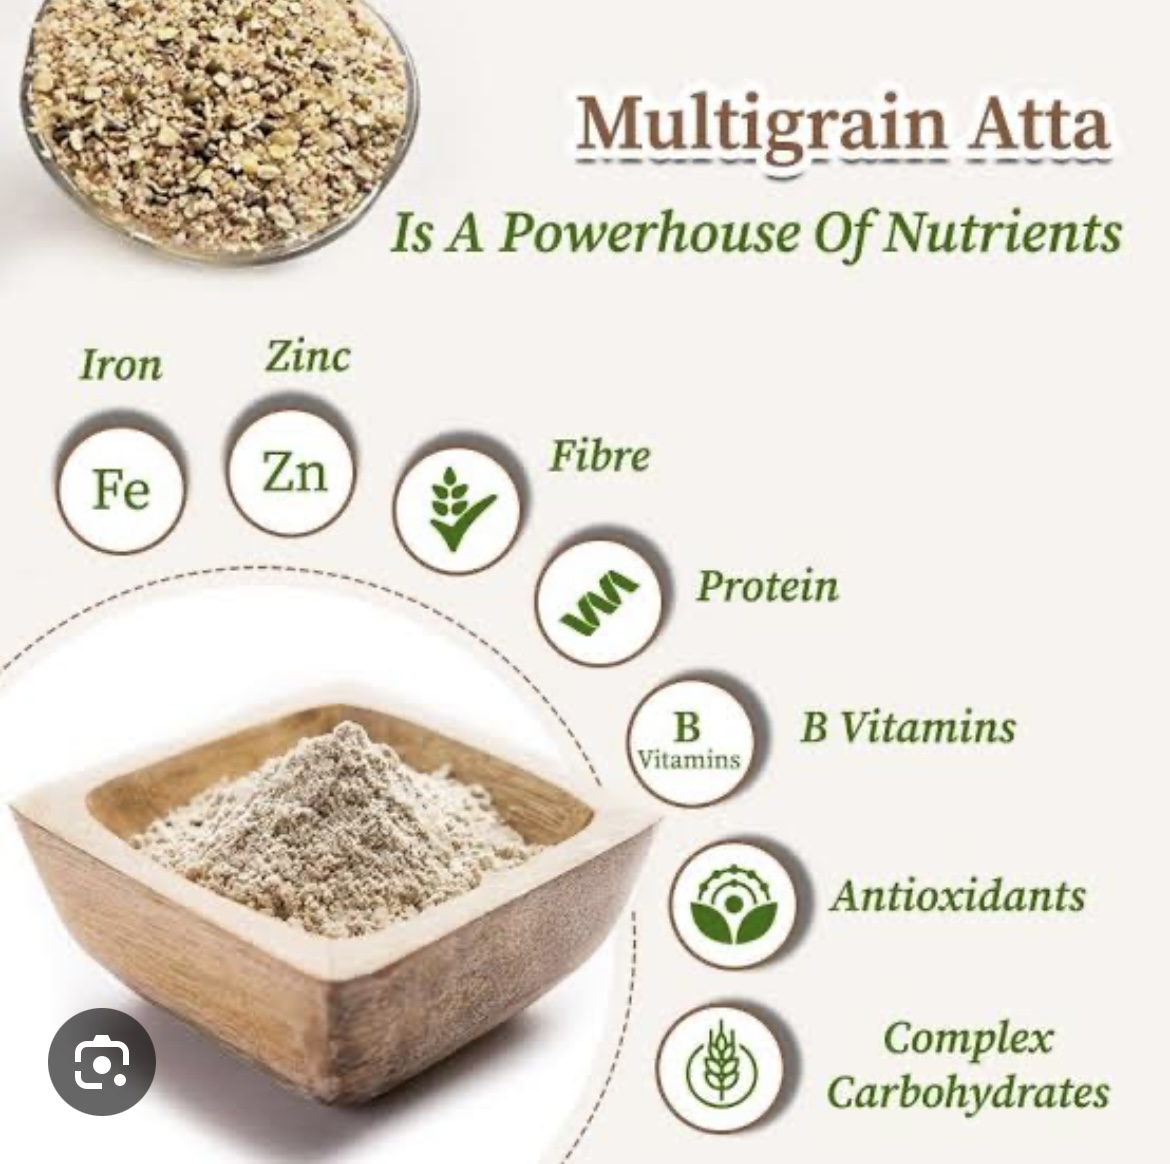 Multigrain Atta
Is A Powerhouse Of Nutrients
Iron
Zinc
Fe
Zn
Fibre
Protein
B
Vitamins
B Vitamins
Antioxidants
Complex
Carbohydrates